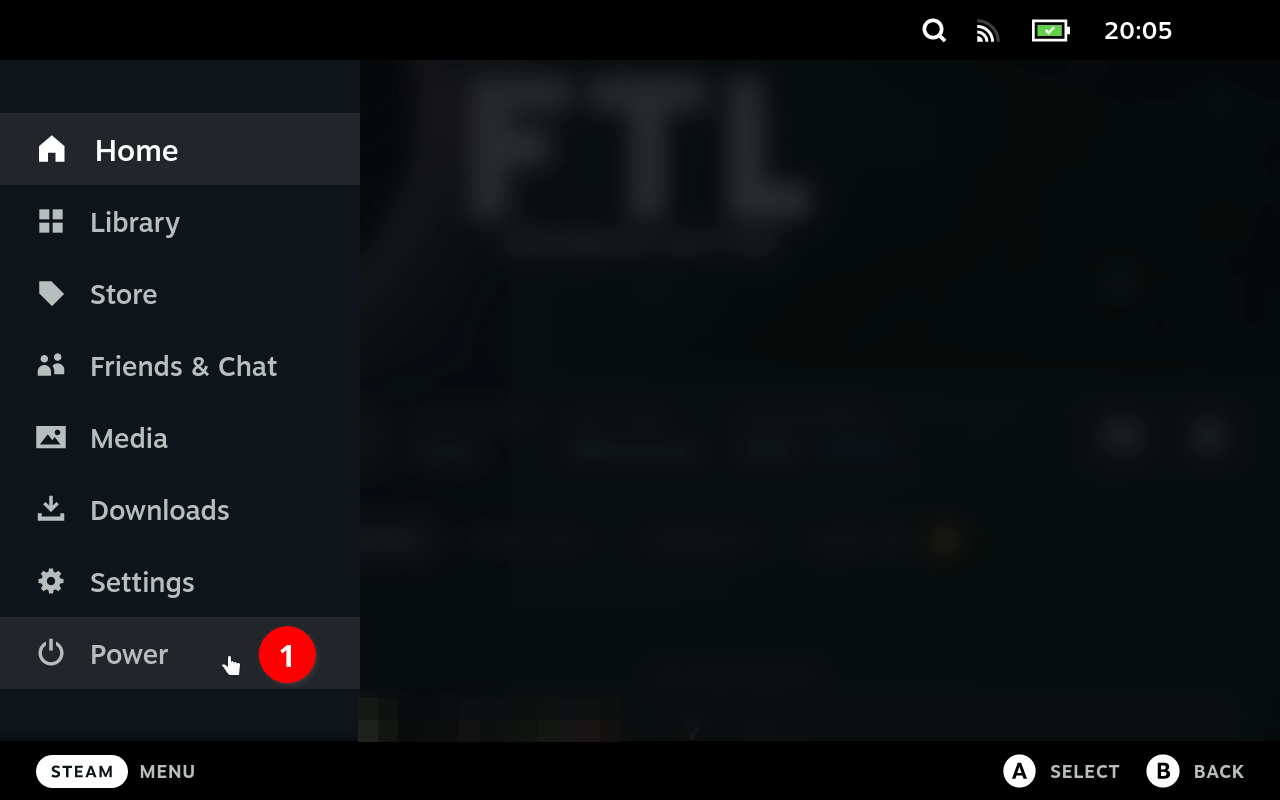 20:05
FTL
Home
Library
Store
Friends & Chat
Media
Downloads
Settings
Power
1
STEAM MENU
A SELECT B BACK